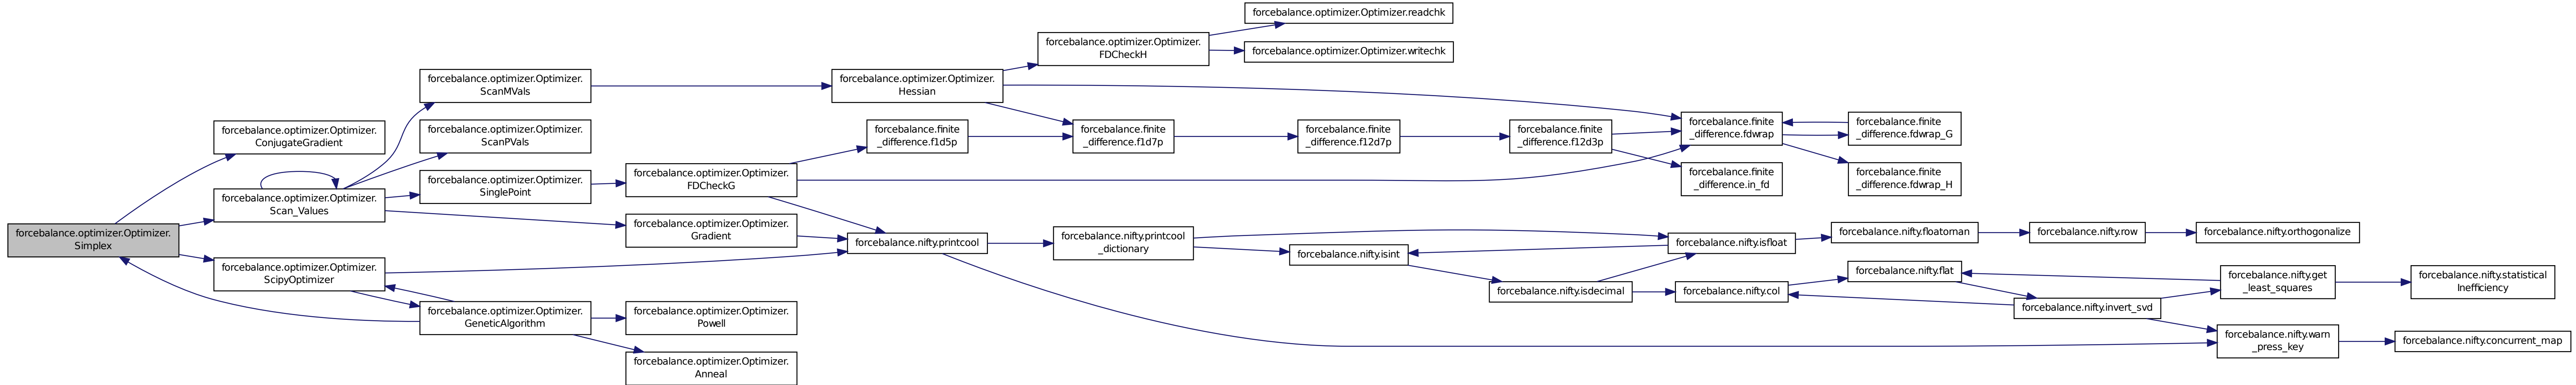 forcebalance.optimizer.Optimizer.
Simplex
forcebalance.optimizer.Optimizer.
ConjugateGradient
forcebalance.optimizer.Optimizer.
Scan_Values
forcebalance.optimizer.Optimizer.
ScipyOptimizer
forcebalance.optimizer.Optimizer.
ScanMVals
forcebalance.optimizer.Optimizer.
ScanPVals
forcebalance.optimizer.Optimizer.
SinglePoint
forcebalance.optimizer.Optimizer.
GeneticAlgorithm
forcebalance.optimizer.Optimizer.
FDCheckG
forcebalance.optimizer.Optimizer.
Gradient
forcebalance.optimizer.Optimizer.
Powell
forcebalance.optimizer.Optimizer.
Anneal
forcebalance.optimizer.Optimizer.
Hessian
forcebalance.finite
_difference.f1d5p
forcebalance.nifty.printcool
forcebalance.optimizer.Optimizer.
FDCheckH
forcebalance.finite
_difference.f1d7p
forcebalance.nifty.printcool
_dictionary
forcebalance.optimizer.Optimizer.readchk
forcebalance.optimizer.Optimizer.writechk
forcebalance.finite
_difference.f12d7p
forcebalance.nifty.isint
forcebalance.finite
_difference.f12d3p
forcebalance.nifty.isdecimal
forcebalance.finite
_difference.fdwrap
forcebalance.finite
_difference.in_fd
forcebalance.nifty.isfloat
forcebalance.nifty.col
forcebalance.finite
_difference.fdwrap_G
forcebalance.finite
_difference.fdwrap_H
forcebalance.nifty.floatornan
forcebalance.nifty.flat
forcebalance.nifty.row
forcebalance.nifty.invert_svd
forcebalance.nifty.orthogonalize
forcebalance.nifty.get
_least_squares
forcebalance.nifty.warn
_press_key
forcebalance.nifty.statistical
Inefficiency
forcebalance.nifty.concurrent_map